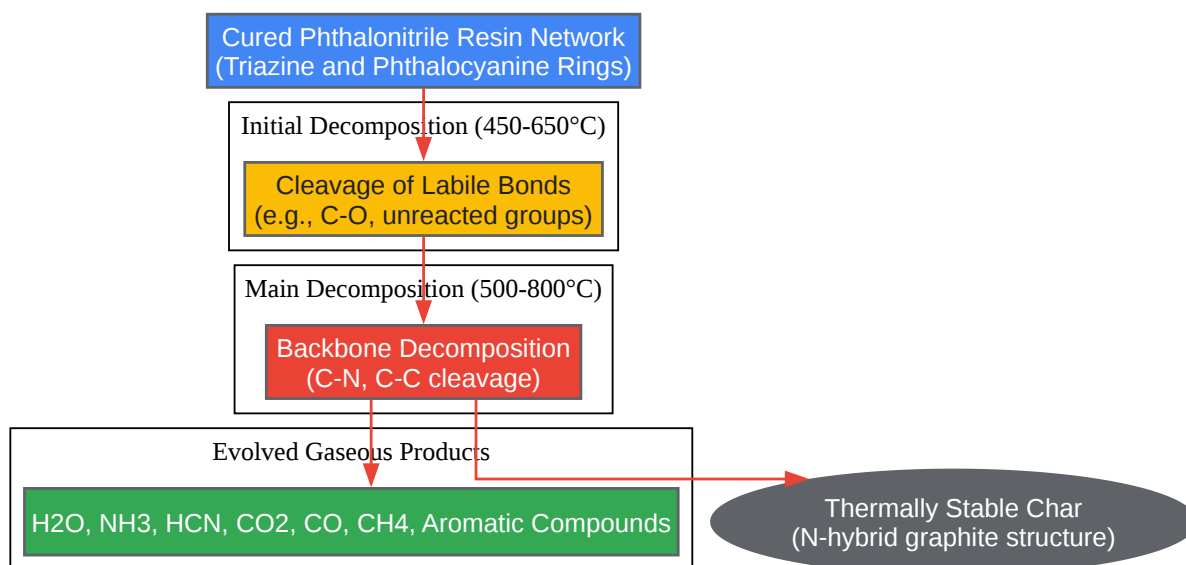 Cured Phthalonitrile Resin Network
(Triazine and Phthalocyanine Rings)
Initial Decomposition (450-650°C)
Cleavage of Labile Bonds
(e.g., C-O, unreacted groups)
Main Decomposition (500-800°C)
Backbone Decomposition
(C-N, C-C cleavage)
Evolved Gaseous Products
H2O, NH3, HCN, CO2, CO, CH4, Aromatic Compounds
Thermally Stable Char
(N-hybrid graphite structure)